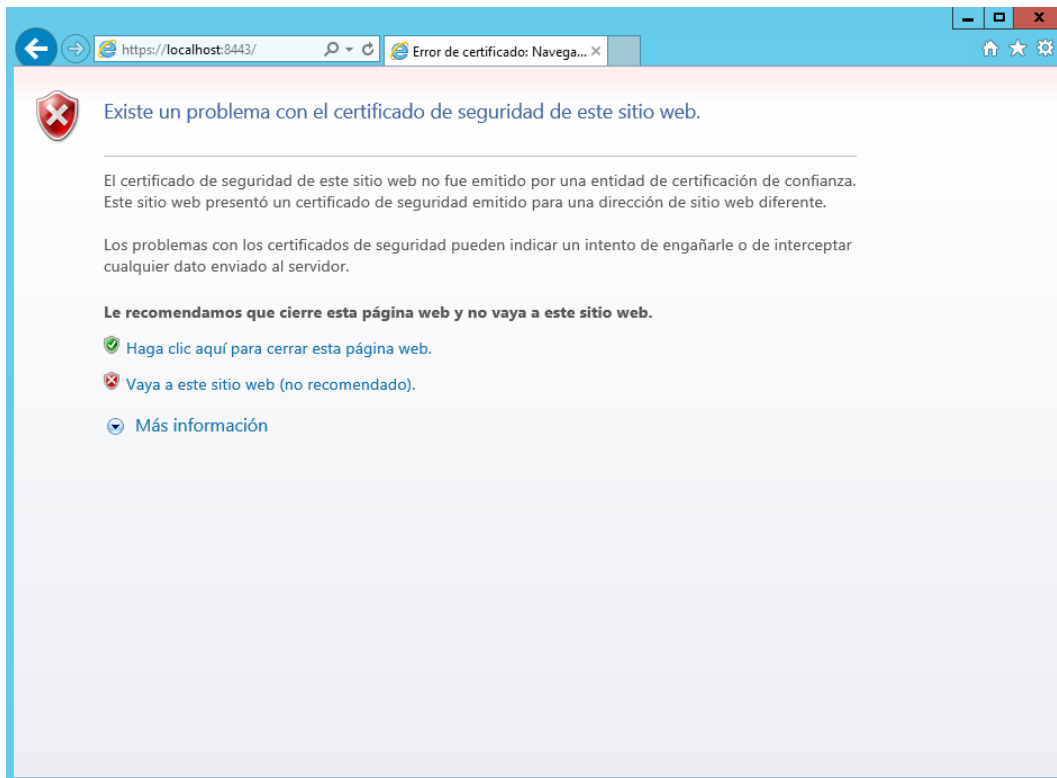 https://localhost:8443/
Error de certificado: Navega...
Existe un problema con el certificado de seguridad de este sitio web.
El certificado de seguridad de este sitio web no fue emitido por una entidad de certificación de confianza.
Este sitio web presentó un certificado de seguridad emitido para una dirección de sitio web diferente.
Los problemas con los certificados de seguridad pueden indicar un intento de engañarle o de interceptar
cualquier dato enviado al servidor.
Le recomendamos que cierre esta página web y no vaya a este sitio web.
Haga clic aquí para cerrar esta página web.
Vaya a este sitio web (no recomendado).
Más información